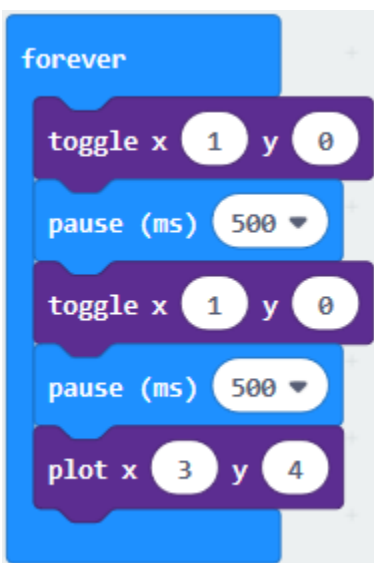 forever
toggle x 1 y 0
pause (ms) 500
toggle x 1 y 0
pause (ms) 500
plot x 3 y 4